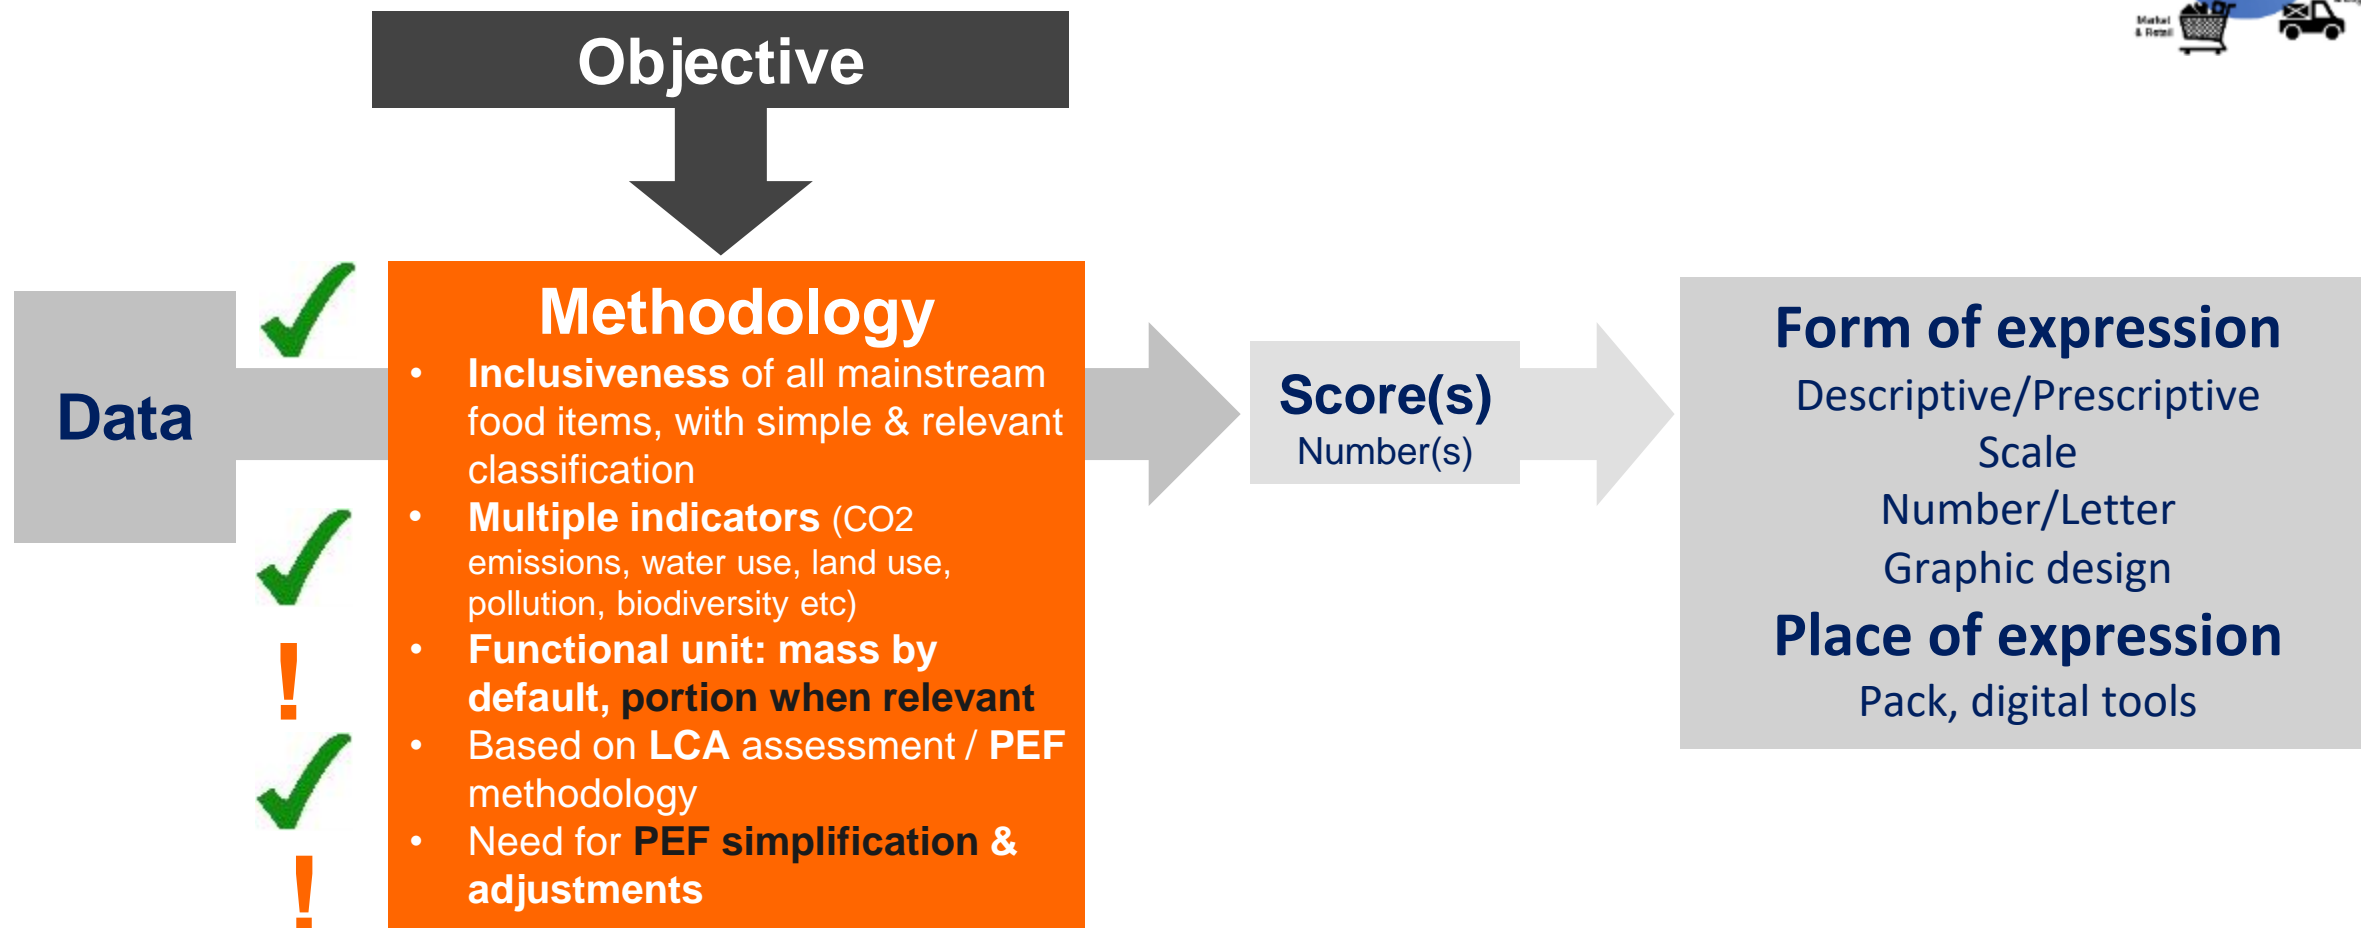 Market
& Retail
Objective
Data
Methodology
• Inclusiveness of all mainstream
food items, with simple & relevant
classification
• Multiple indicators (CO2
emissions, water use, land use,
pollution, biodiversity etc)
• Functional unit: mass by
default, portion when relevant
• Based on LCA assessment / PEF
methodology
• Need for PEF simplification &
adjustments
!
!
Score(s)
Number(s)
Form of expression
Descriptive/Prescriptive
Scale
Number/Letter
Graphic design
Place of expression
Pack, digital tools